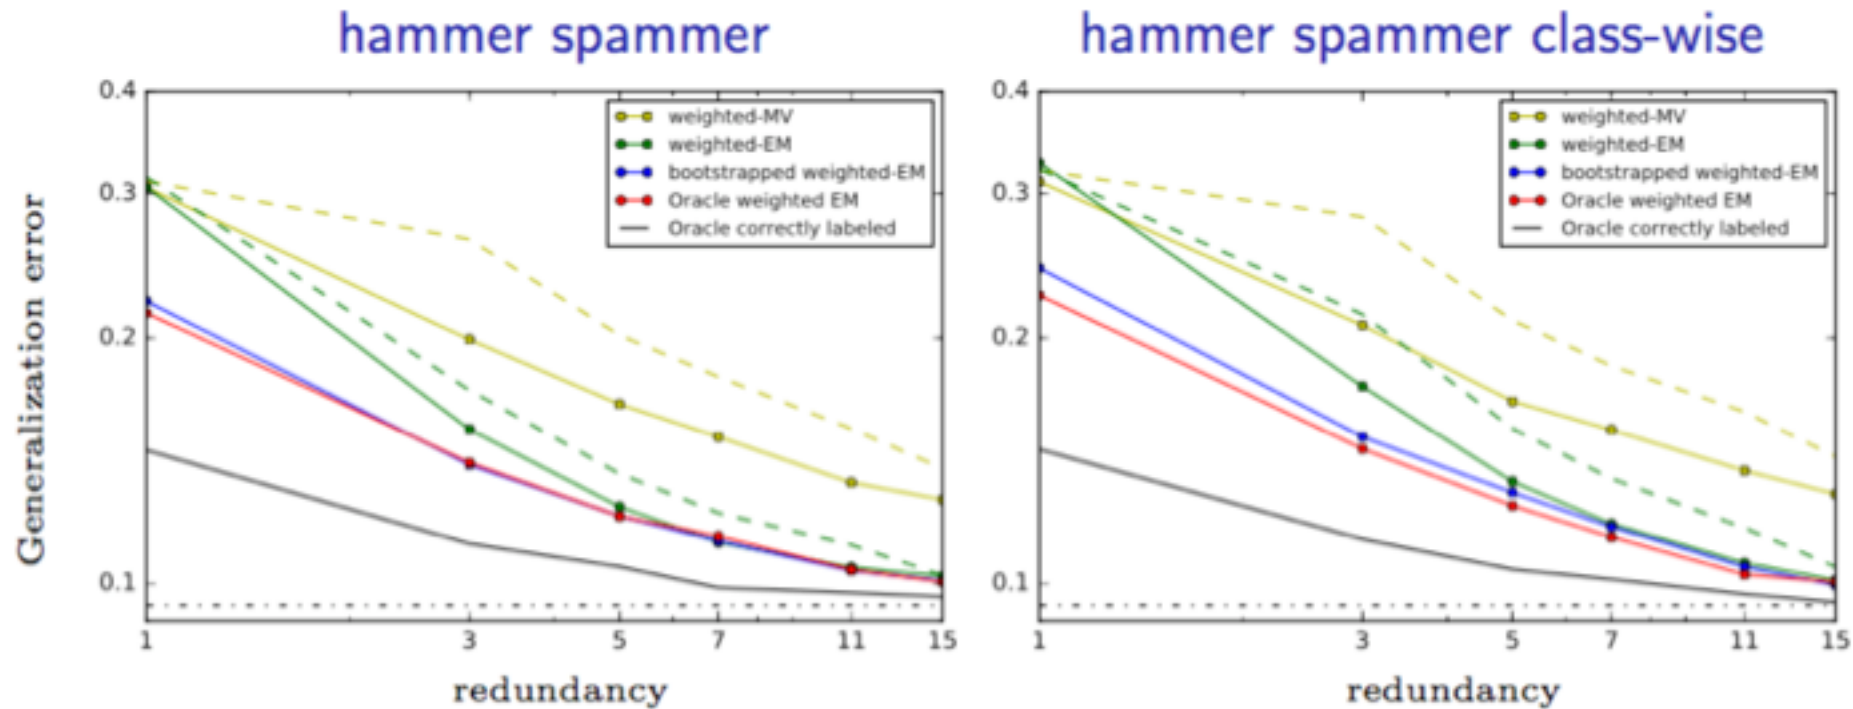 hammer spammer
hammer spammer class-wise
Generalization error
0.4
0.3
0.2
0.1
weighted-MV
weighted-EM
bootstrapped weighted-EM
Oracle weighted EM
Oracle correctly labeled
1 3 5 7 11 15
redundancy
0.4
0.3
0.2
0.1
weighted-MV
weighted-EM
bootstrapped weighted-EM
Oracle weighted EM
Oracle correctly labeled
1 3 5 7 11 15
redundancy